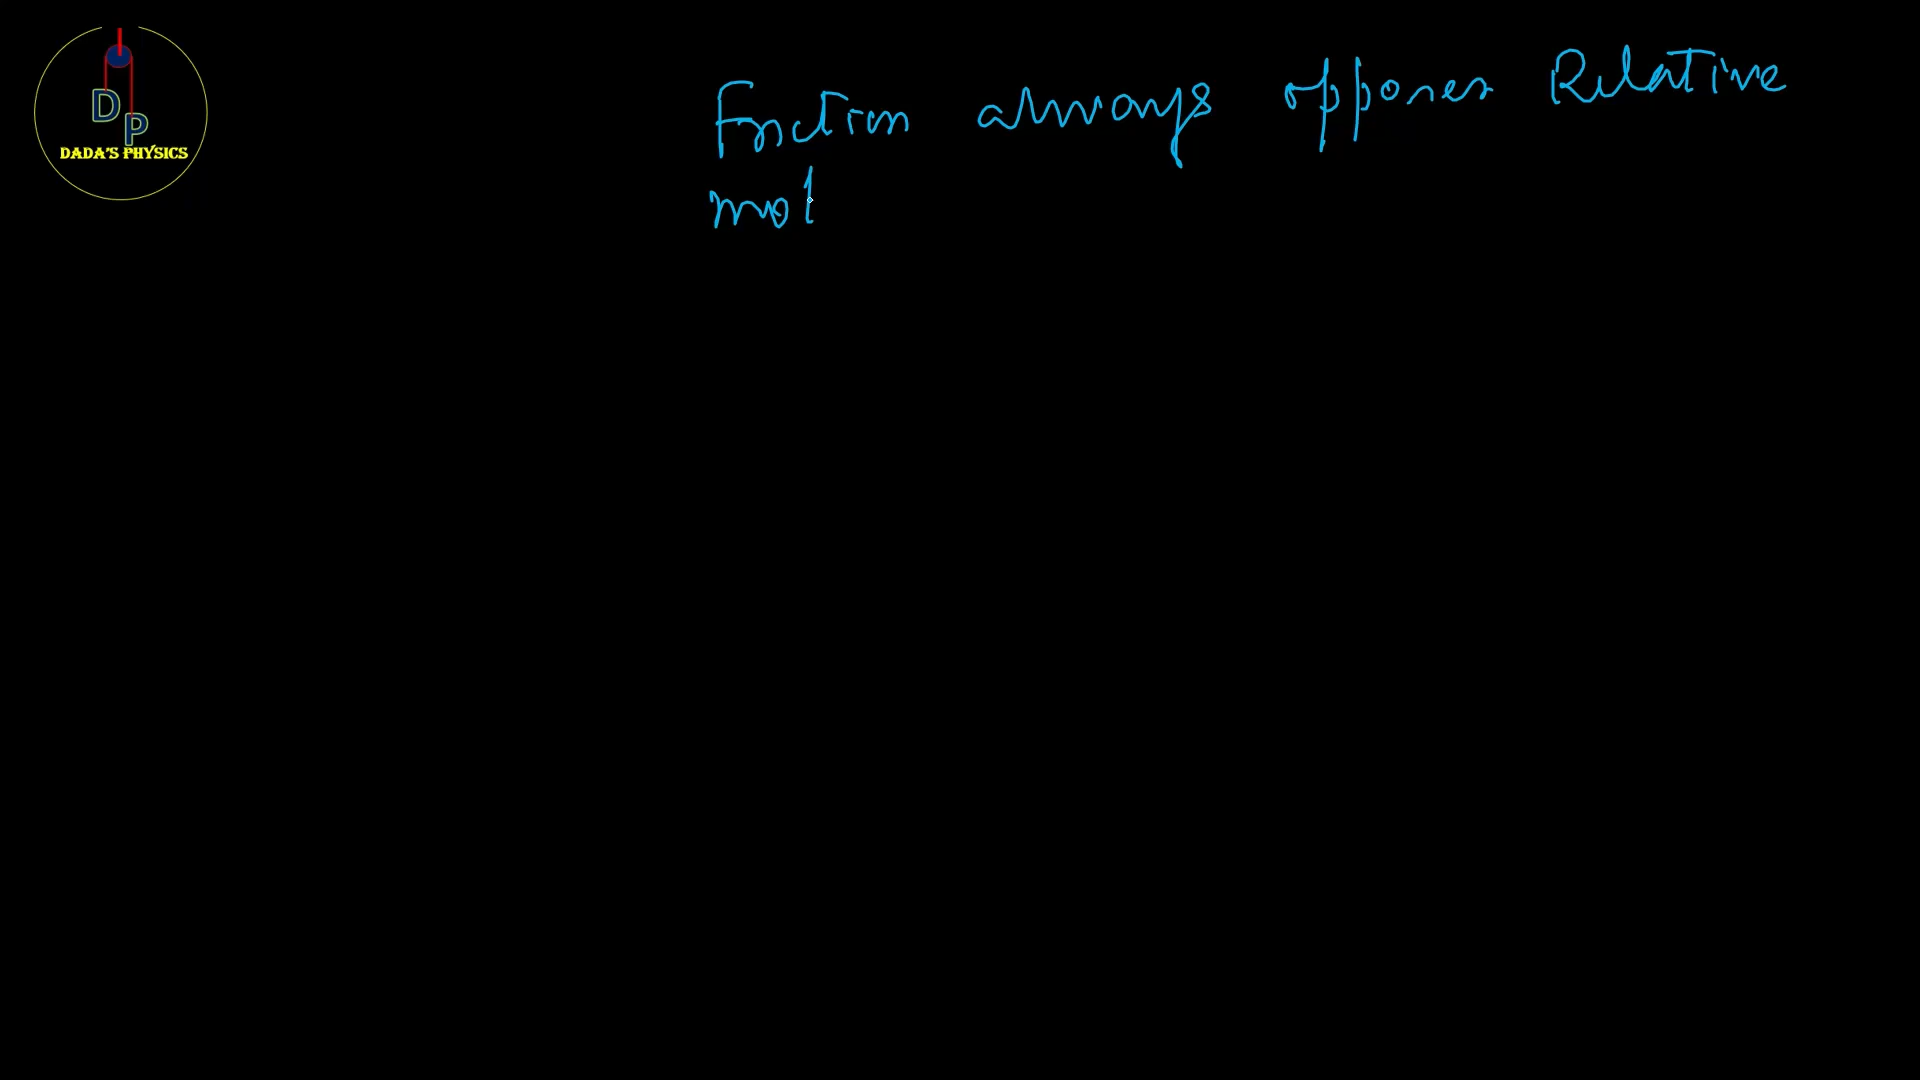 D
P
DADA'S PHYSICS
Friction always opposes Relative
mot